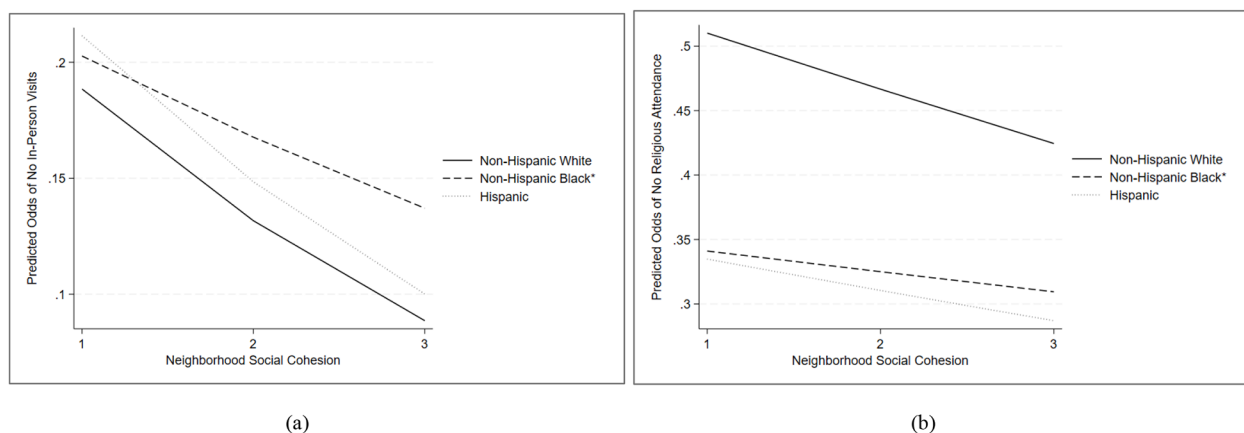 Predicted Odds of No In-Person Visits
.2
.15
.1
1
2
3
Neighborhood Social Cohesion
Non-Hispanic White
Non-Hispanic Black*
Hispanic
(a)
Predicted Odds of No Religious Attendance
.5
.45
.4
.35
.3
1
2
3
Neighborhood Social Cohesion
Non-Hispanic White
Non-Hispanic Black*
Hispanic
(b)